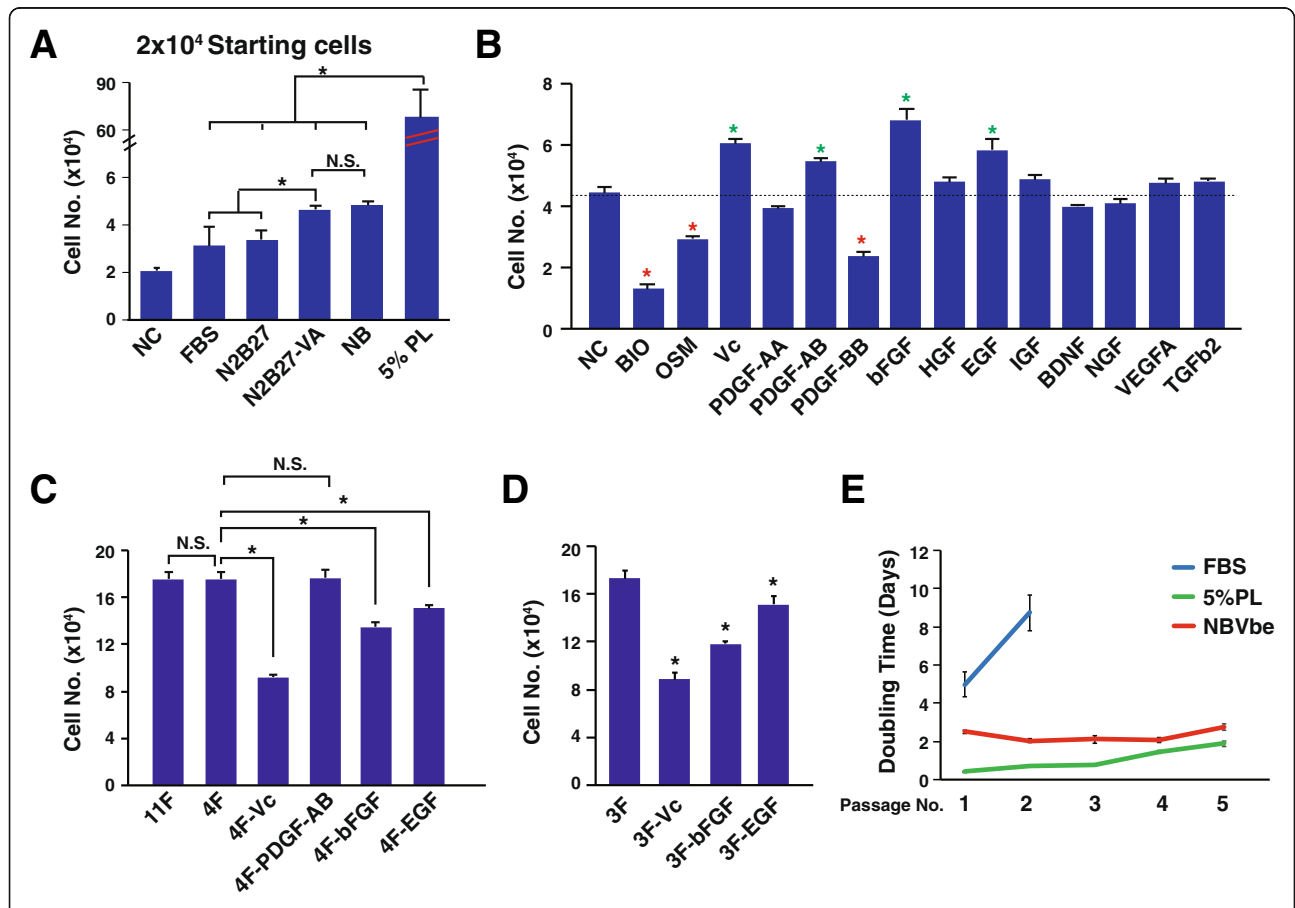 A
2x10⁴ Starting cells
Cell No. (x10⁴)
90
60
6
4
2
0
*
*
N.S.
NC
FBS
N2B27
N2B27-VA
NB
5% PL
B
Cell No. (x10⁴)
8
6
4
2
0
*
*
*
*
*
*
*
NC
BIO
OSM
Vc
PDGF-AA
PDGF-AB
PDGF-BB
bFGF
HGF
EGF
IGF
BDNF
NGF
VEGFA
TGFb2
C
Cell No. (x10⁴)
20
16
12
8
4
0
N.S.
*
*
N.S.
*
11F
4F
4F-Vc
4F-PDGF-AB
4F-bFGF
4F-EGF
D
Cell No. (x10⁴)
20
16
12
8
4
0
*
*
*
3F
3F-Vc
3F-bFGF
3F-EGF
E
Doubling Time (Days)
12
10
8
6
4
2
0
FBS
5%PL
NBVbe
Passage No. 1 2 3 4 5